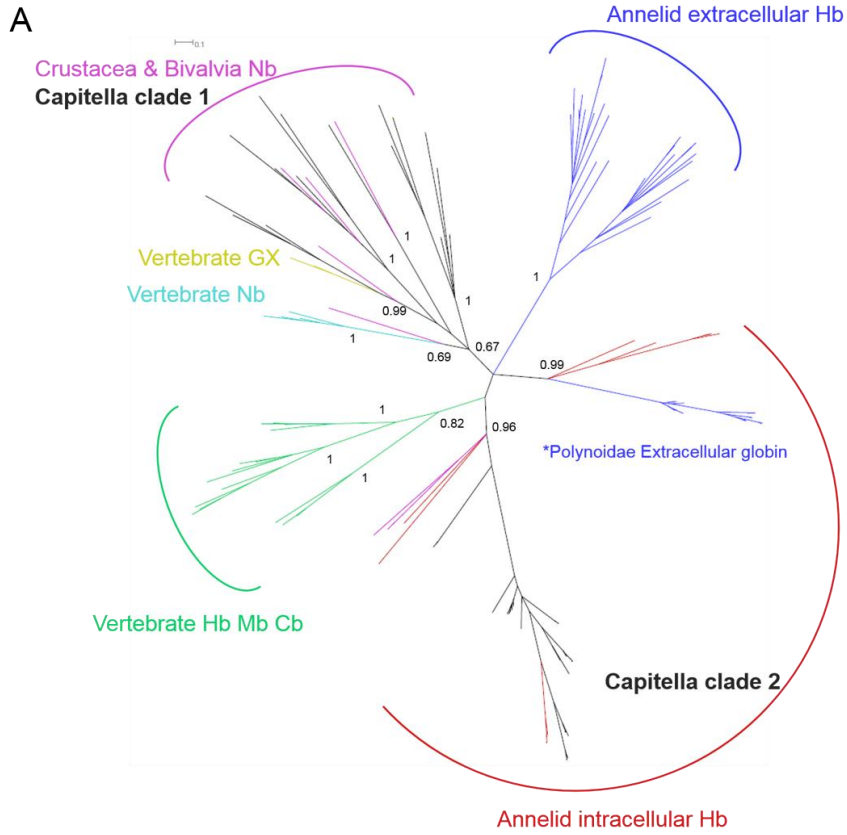 A
Annelid extracellular Hb
0.1
Crustacea & Bivalvia Nb
Capitella clade 1
1
1
Vertebrate GX
1
Vertebrate Nb
1
0.99
1
0.69
0.67
0.99
1
0.82
0.96
*Polynoidae Extracellular globin
1
1
Vertebrate Hb Mb Cb
Capitella clade 2
Annelid intracellular Hb